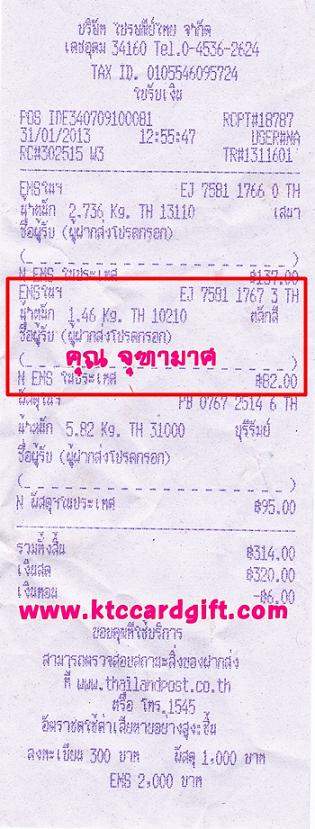 บริษัท ไปรษณีย์ไทย จำกัด
เดชอุดม 34160 Tel.0-4536-2624
TAX ID. 0105546095724
ใบรับเงิน
POS IDE340709100081 RCPT#18787
31/01/2013 12:55:47 USER#NA
RC#302515 W3 TR#1311601
EMSในฯ EJ 7581 1766 0 TH
น้ำหนัก 2.736 Kg. TH 13110 เสนา
ชื่อผู้รับ (ผู้ฝากส่งโปรดกรอก)
(_ _ _ _ _ _ _ _ _ _ _ _ _ _ _)
N EMS ในประเทศ ฿137.00
EMSในฯ EJ 7591 1767 3 TH
น้ำหนัก 1.46 Kg. TH 10210 หลักสี่
ชื่อผู้รับ (ผู้ฝากส่งโปรดกรอก)
(คุณ จุฑามาศ)
N EMS ในประเทศ ฿82.00
พัสดุในฯ PB 0767 2514 6 TH
น้ำหนัก 5.82 Kg. TH 31000 บุรีรัมย์
ชื่อผู้รับ (ผู้ฝากส่งโปรดกรอก)
(_ _ _ _ _ _ _ _ _ _ _ _ _ _ _)
N พัสดุฯในประเทศ ฿95.00
รวมทั้งสิ้น ฿314.00
เงินสด ฿320.00
เงินทอน -฿6.00
www.ktccardgift.com
ขอบคุณที่ใช้บริการ
สามารถตรวจสอบสถานะสิ่งของฝากส่ง
ที่ www.thailandpost.co.th
หรือ โทร.1545
อัตราชดใช้ค่าเสียหายอย่างสูงสุดชิ้น
ลงทะเบียน 300 บาท พัสดุ 1,000 บาท
EMS 2,000 บาท